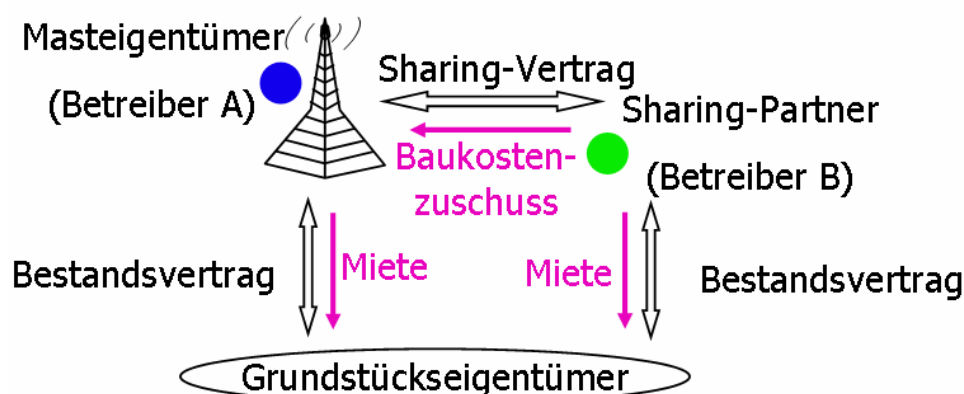 Masteigentümer
(Betreiber A)
Sharing-Vertrag
Sharing-Partner
(Betreiber B)
Baukosten-
zuschuss
Bestandsvertrag
Miete
Miete
Bestandsvertrag
Grundstückseigentümer